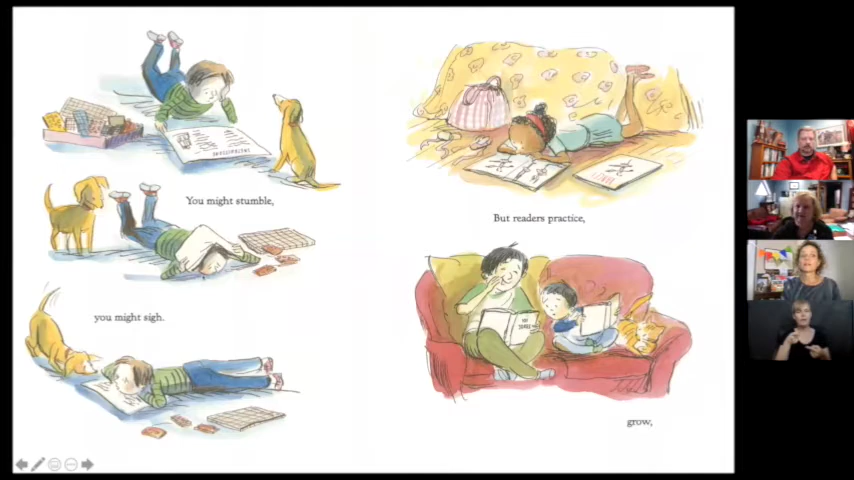 You might stumble,
you might sigh.
But readers practice,
grow,